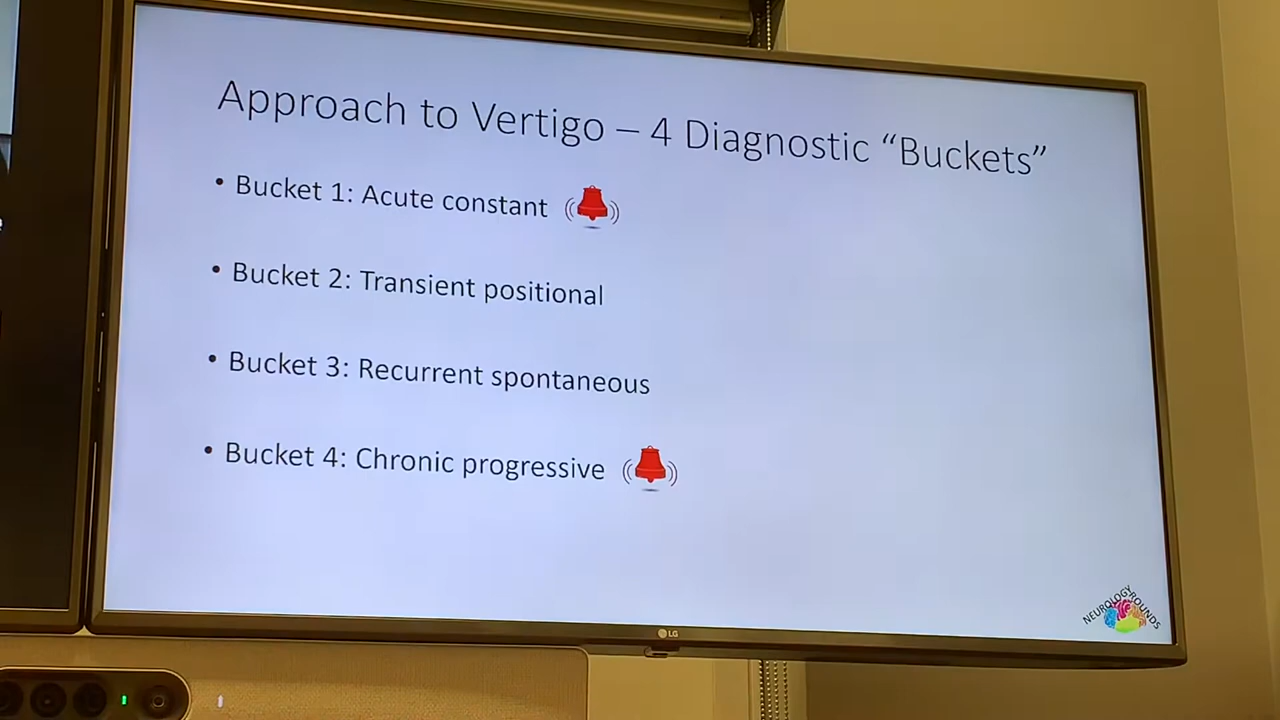 Approach to Vertigo – 4 Diagnostic “Buckets”
• Bucket 1: Acute constant
• Bucket 2: Transient positional
• Bucket 3: Recurrent spontaneous
• Bucket 4: Chronic progressive
NEUROLOGY ROUNDS
LG